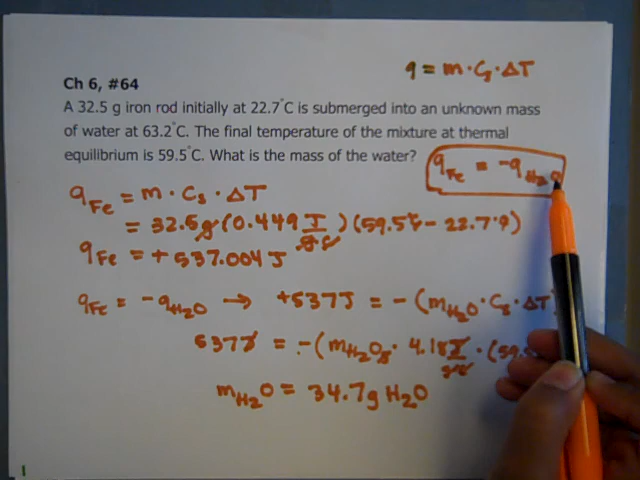 q = m · Cs · ΔT
Ch 6, #64
A 32.5 g iron rod initially at 22.7°C is submerged into an unknown mass
of water at 63.2°C. The final temperature of the mixture at thermal
equilibrium is 59.5°C. What is the mass of the water?
qFe = -qH2O
qFe = m · Cs · ΔT
= 32.5g (0.449 J/g°C) (59.5°C - 22.7°C)
qFe = + 537.004 J
qFe = -qH2O → +537J = - (mH2O · Cs · ΔT)
537J = - (mH2O · 4.18 J/g°C · (59.
mH2O = 34.7g H2O
1